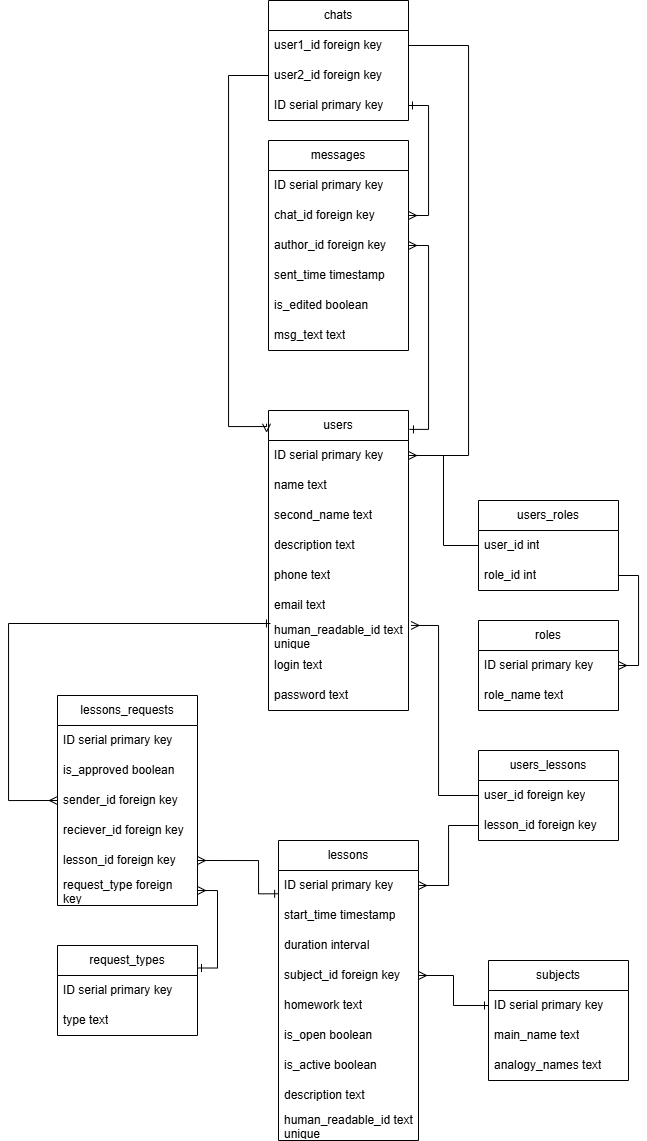 chats
user1_id foreign key
user2_id foreign key
ID serial primary key
messages
ID serial primary key
chat_id foreign key
author_id foreign key
sent_time timestamp
is_edited boolean
msg_text text
users
ID serial primary key
name text
second_name text
description text
phone text
email text
human_readable_id text
unique
login text
password text
users_roles
user_id int
role_id int
roles
ID serial primary key
role_name text
lessons_requests
ID serial primary key
is_approved boolean
sender_id foreign key
reciever_id foreign key
lesson_id foreign key
request_type foreign
key
users_lessons
user_id foreign key
lesson_id foreign key
lessons
ID serial primary key
start_time timestamp
duration interval
subject_id foreign key
homework text
is_open boolean
is_active boolean
description text
human_readable_id text
unique
request_types
ID serial primary key
type text
subjects
ID serial primary key
main_name text
analogy_names text